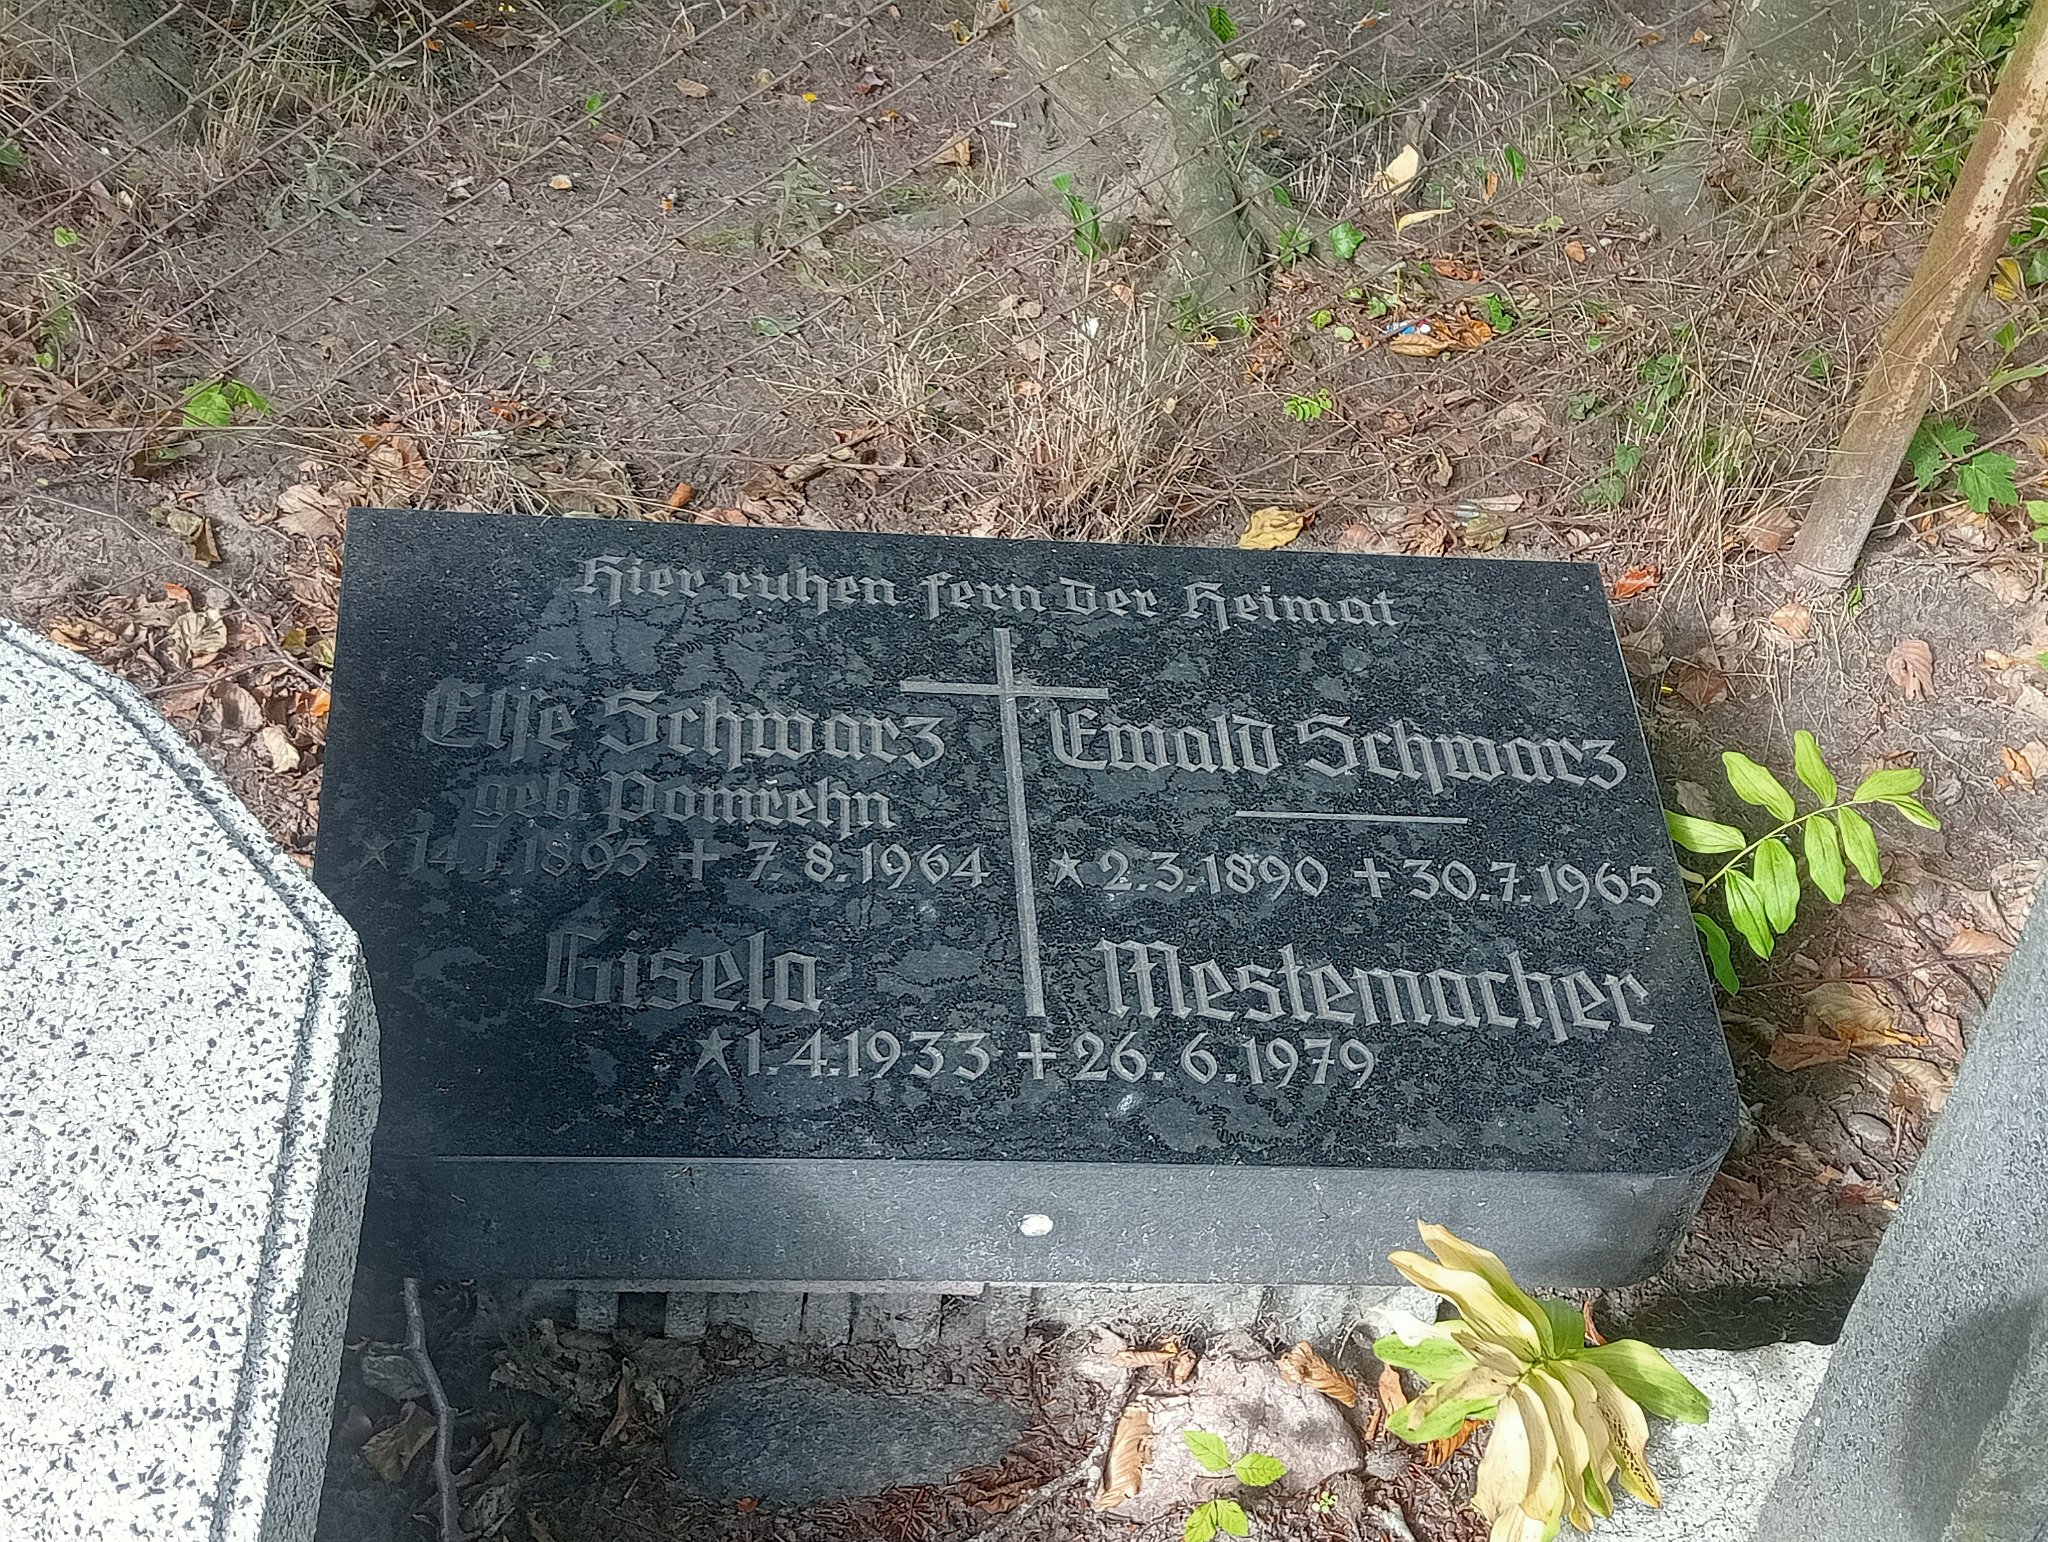 Hier ruhen fern der Heimat
Else Schwarz
geb. Domrehn
* 14.1.1895 + 7.8.1964
Ewald Schwarz
* 2.3.1890 + 30.7.1965
Gisela Mestemacher
* 1.4.1933 + 26.6.1979